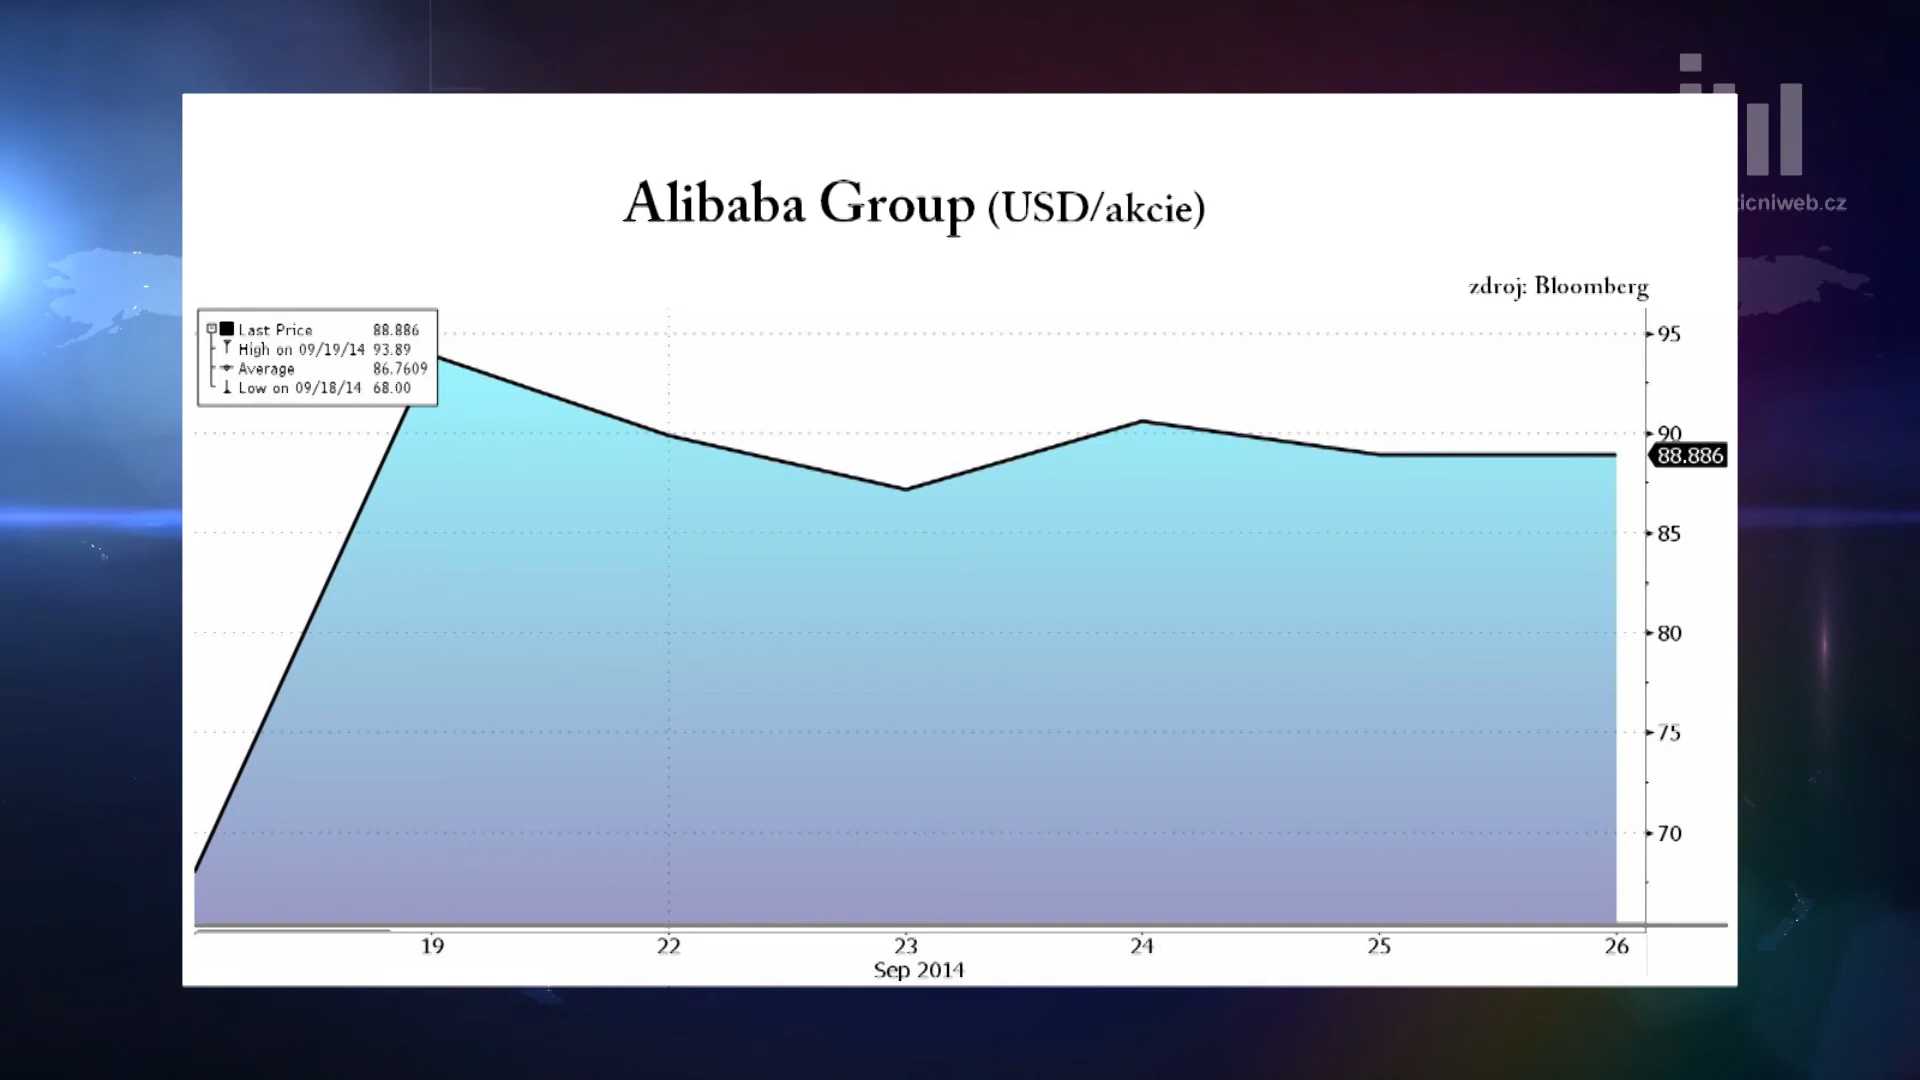 Alibaba Group (USD/akcie)
zdroj: Bloomberg
Last Price 88.886
High on 09/19/14 93.89
Average 86.7609
Low on 09/18/14 68.00
95
90
88.886
85
80
75
70
19 22 23 24 25 26
Sep 2014